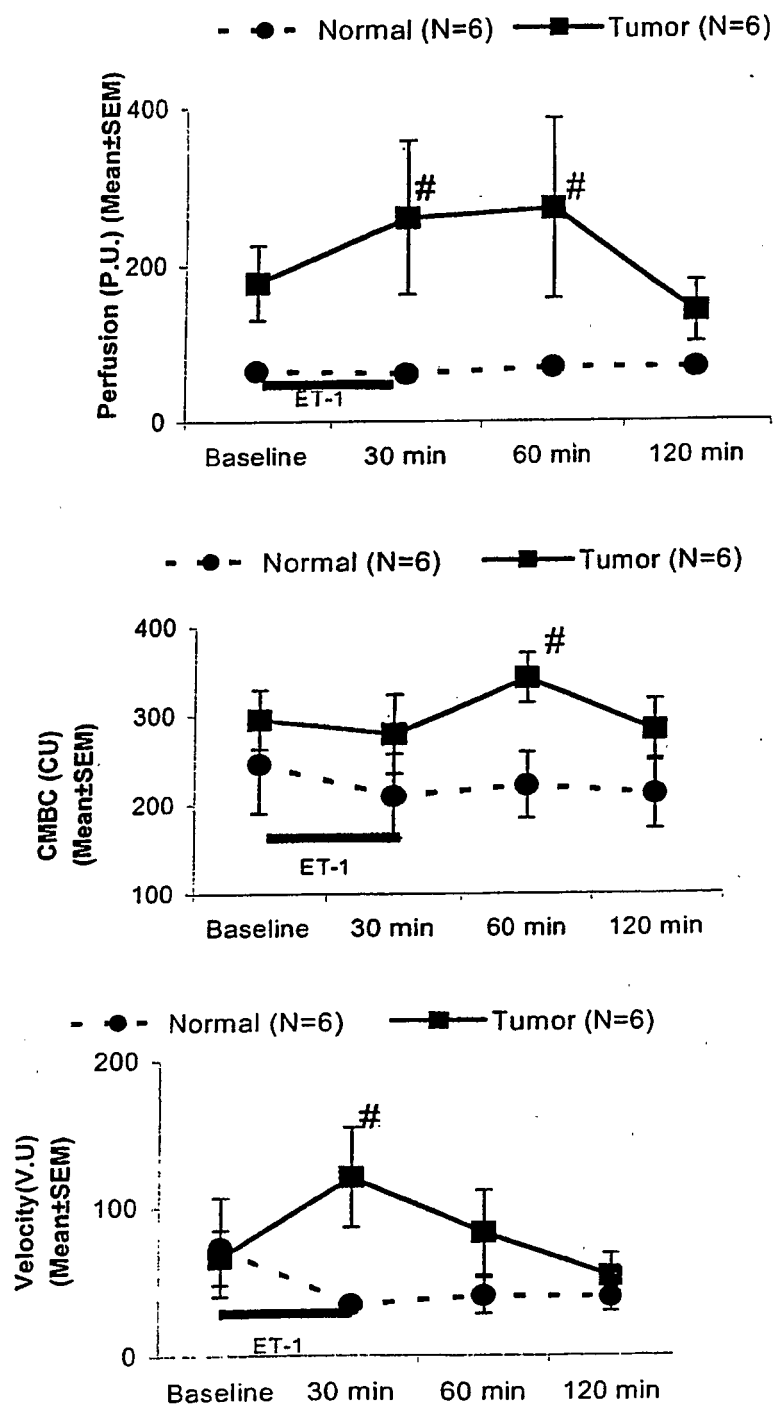 Normal (N=6) Tumor (N=6)
Perfusion (P.U.) (Mean±SEM)
400
#
#
200
ET-1
0
Baseline 30 min 60 min 120 min
Normal (N=6) Tumor (N=6)
CMBC (CU)
(Mean±SEM)
400
#
300
200
ET-1
100
Baseline 30 min 60 min 120 min
Normal (N=6) Tumor (N=6)
Velocity(V.U)
(Mean±SEM)
200
#
100
ET-1
0
Baseline 30 min 60 min 120 min